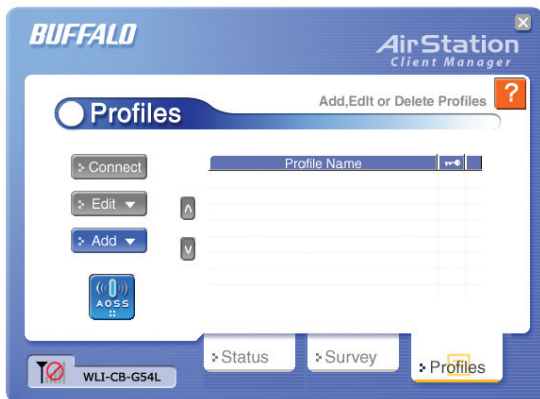 BUFFALO
AirStation
Client Manager
Profiles
Add,EdIt or Delete Profiles
?
Connect
Profile Name
Edit
Add
AOSS
Status
Survey
Profiles
WLI-CB-G54L